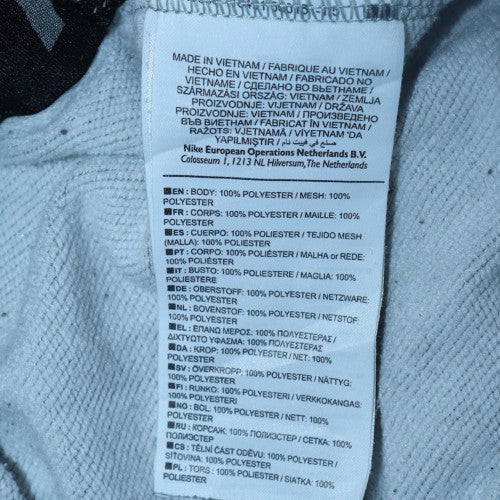 MADE IN VIETNAM / FABRIQUE AU VIETNAM /
HECHO EN VIETNAM / FABRICADO NO
VIETNAME / СДЕЛАНО ВО ВЬЕТНАМЕ /
SZÁRMAZÁSI ORSZÁG: VIETNAM / ZEMLJA
PROIZVODNJE: VIJETNAM / DRŽAVA
PROIZVODNJE: VIETNAM / ПРОИЗВЕДЕНО
ВЪВ ВИЕТНАМ / FABRICAT ÎN VIETNAM /
RAŽOTS: VJETNAMĀ / VİYETNAM 'DA
YAPILMIŞTIR / صنع في فييت نام
Nike European Operations Netherlands B.V.
Colosseum 1, 1213 NL Hilversum, The Netherlands
EN : BODY: 100% POLYESTER / MESH: 100%
POLYESTER
FR : CORPS: 100% POLYESTER / MAILLE: 100%
POLYESTER
ES : CUERPO: 100% POLIÉSTER / TEJIDO MESH
(MALLA): 100% POLIÉSTER
PT : CORPO: 100% POLIÉSTER / MALHA or REDE:
100% POLIÉSTER
IT : BUSTO: 100% POLIESTERE / MAGLIA: 100%
POLIESTERE
DE : OBERSTOFF: 100% POLYESTER / NETZWARE:
100% POLYESTER
NL : BOVENSTOF: 100% POLYESTER / NETSTOF:
100% POLYESTER
EL : ΕΠΑΝΩ ΜΕΡΟΣ: 100% ΠΟΛΥΕΣΤΕΡΑΣ /
ΔΙΧΤΥΩΤΟ ΥΦΑΣΜΑ: 100% ΠΟΛΥΕΣΤΕΡΑΣ
DA : KROP: 100% POLYESTER / NET: 100%
POLYESTER
SV : ÖVERKROPP: 100% POLYESTER / NÄTTYG:
100% POLYESTER
FI : RUNKO: 100% POLYESTERI / VERKKOKANGAS:
100% POLYESTERI
NO : BOL: 100% POLYESTER / NETT: 100%
POLYESTER
RU : КОРСАЖ: 100% ПОЛИЭСТЕР / СЕТКА: 100%
ПОЛИЭСТЕР
CS : TĚLNÍ ČÁST ODĚVU: 100% POLYESTER /
SÍŤOVINA: 100% POLYESTER
PL : TORS : 100% POLIESTER / SIATKA: 100%
POLIESTER